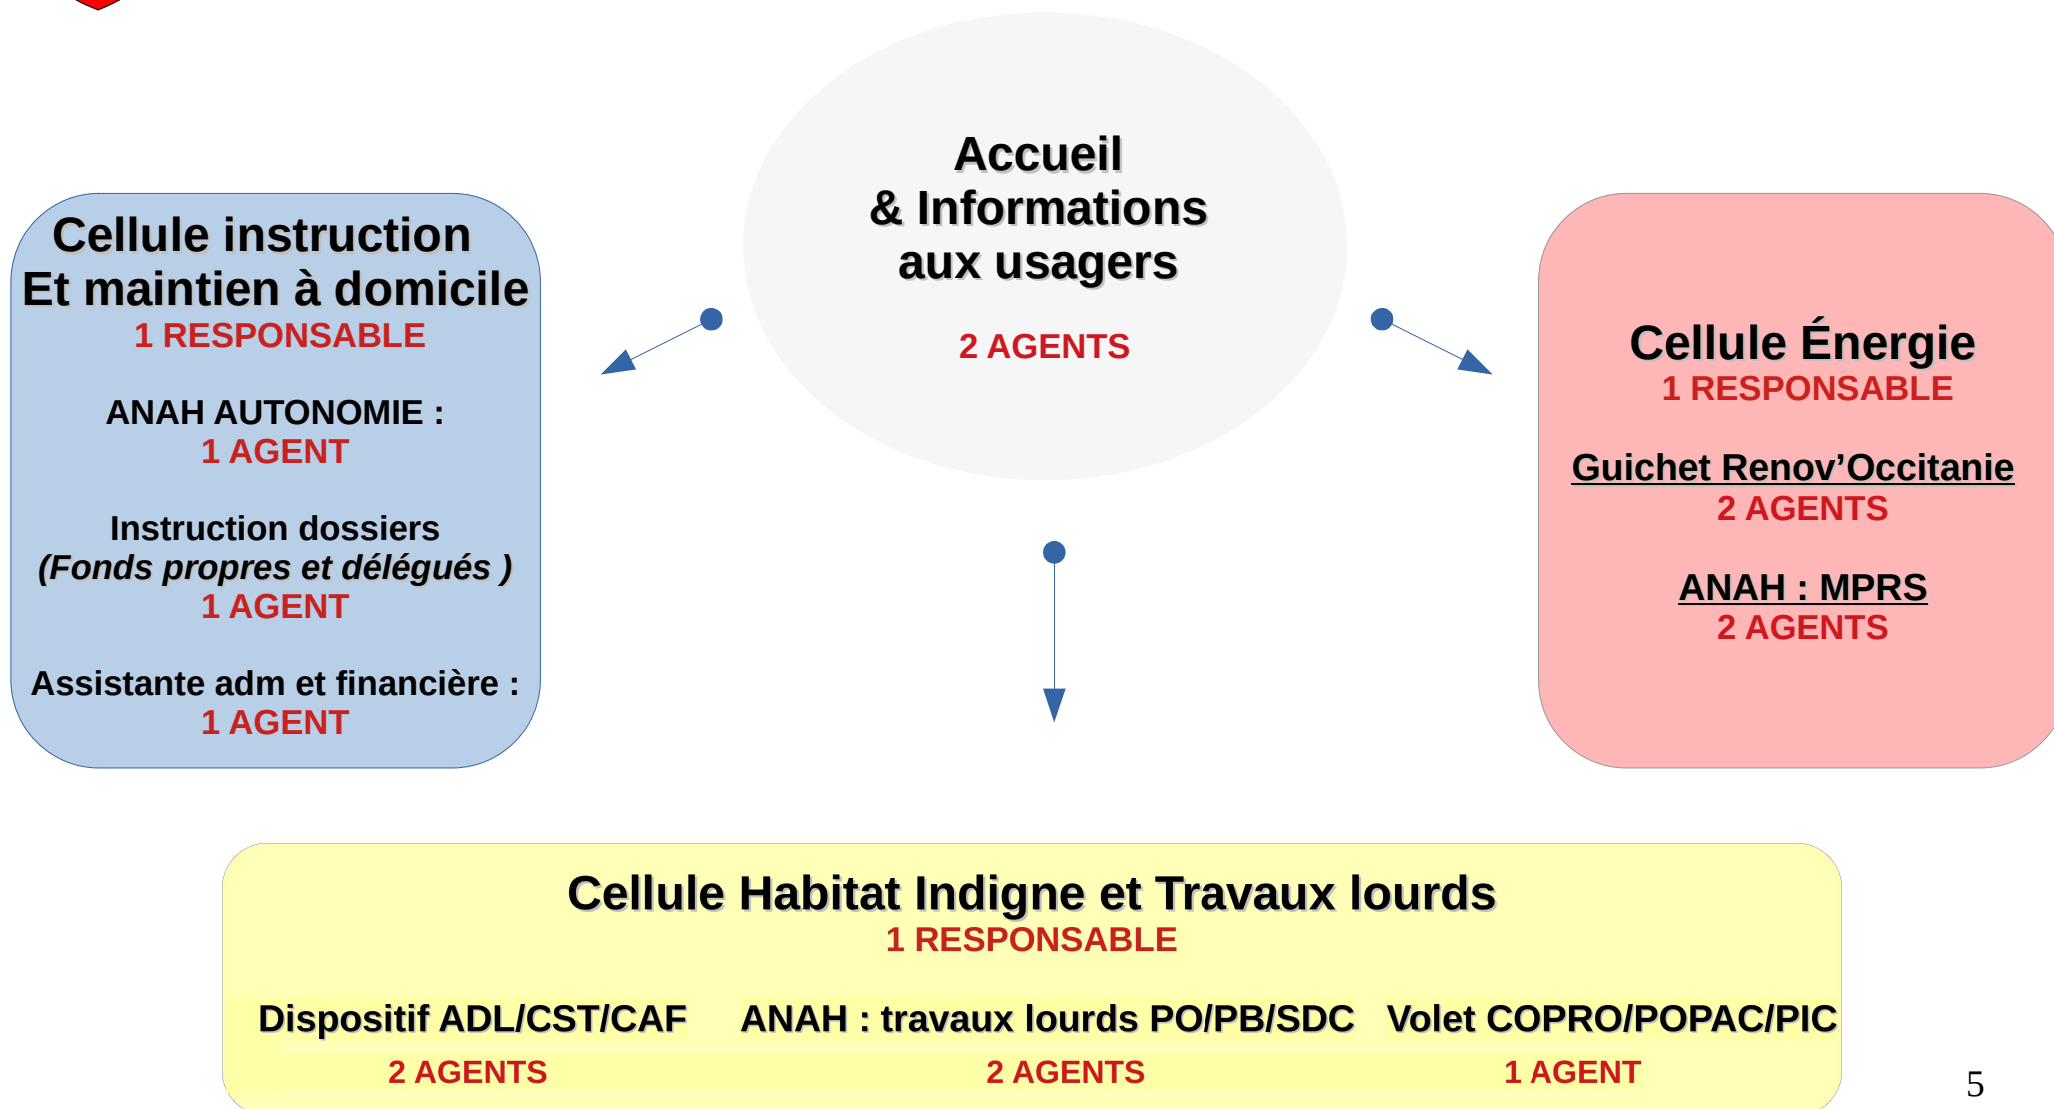 Accueil
& Informations
aux usagers
2 AGENTS
Cellule instruction
Et maintien à domicile
1 RESPONSABLE
ANAH AUTONOMIE :
1 AGENT
Instruction dossiers
(Fonds propres et délégués )
1 AGENT
Assistante adm et financière :
1 AGENT
Cellule Énergie
1 RESPONSABLE
Guichet Renov’Occitanie
2 AGENTS
ANAH : MPRS
2 AGENTS
Cellule Habitat Indigne et Travaux lourds
1 RESPONSABLE
Dispositif ADL/CST/CAF
2 AGENTS
ANAH : travaux lourds PO/PB/SDC
2 AGENTS
Volet COPRO/POPAC/PIC
1 AGENT
5